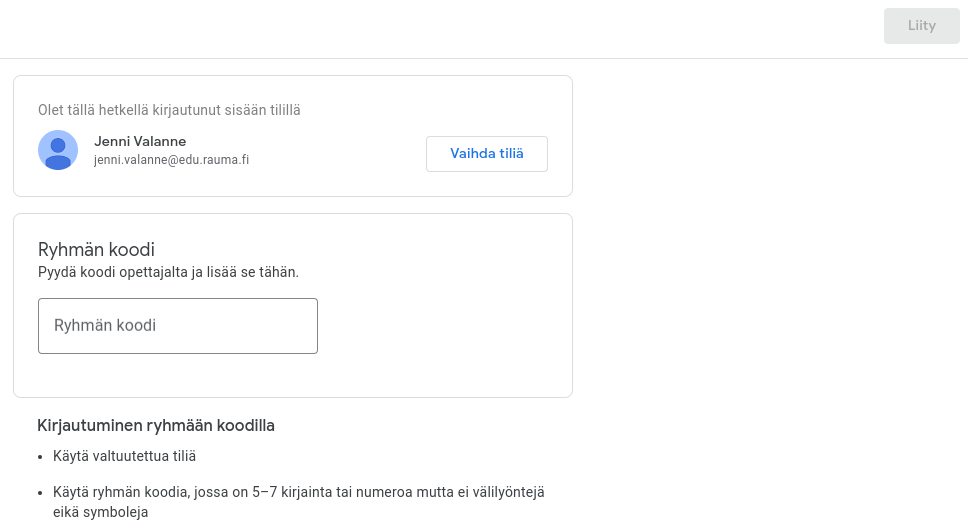 Liity
Olet tällä hetkellä kirjautunut sisään tilillä
Jenni Valanne
jenni.valanne@edu.rauma.fi
Vaihda tiliä
Ryhmän koodi
Pyydä koodi opettajalta ja lisää se tähän.
Ryhmän koodi
Kirjautuminen ryhmään koodilla
• Käytä valtuutettua tiliä
• Käytä ryhmän koodia, jossa on 5–7 kirjainta tai numeroa mutta ei välilyöntejä
eikä symboleja